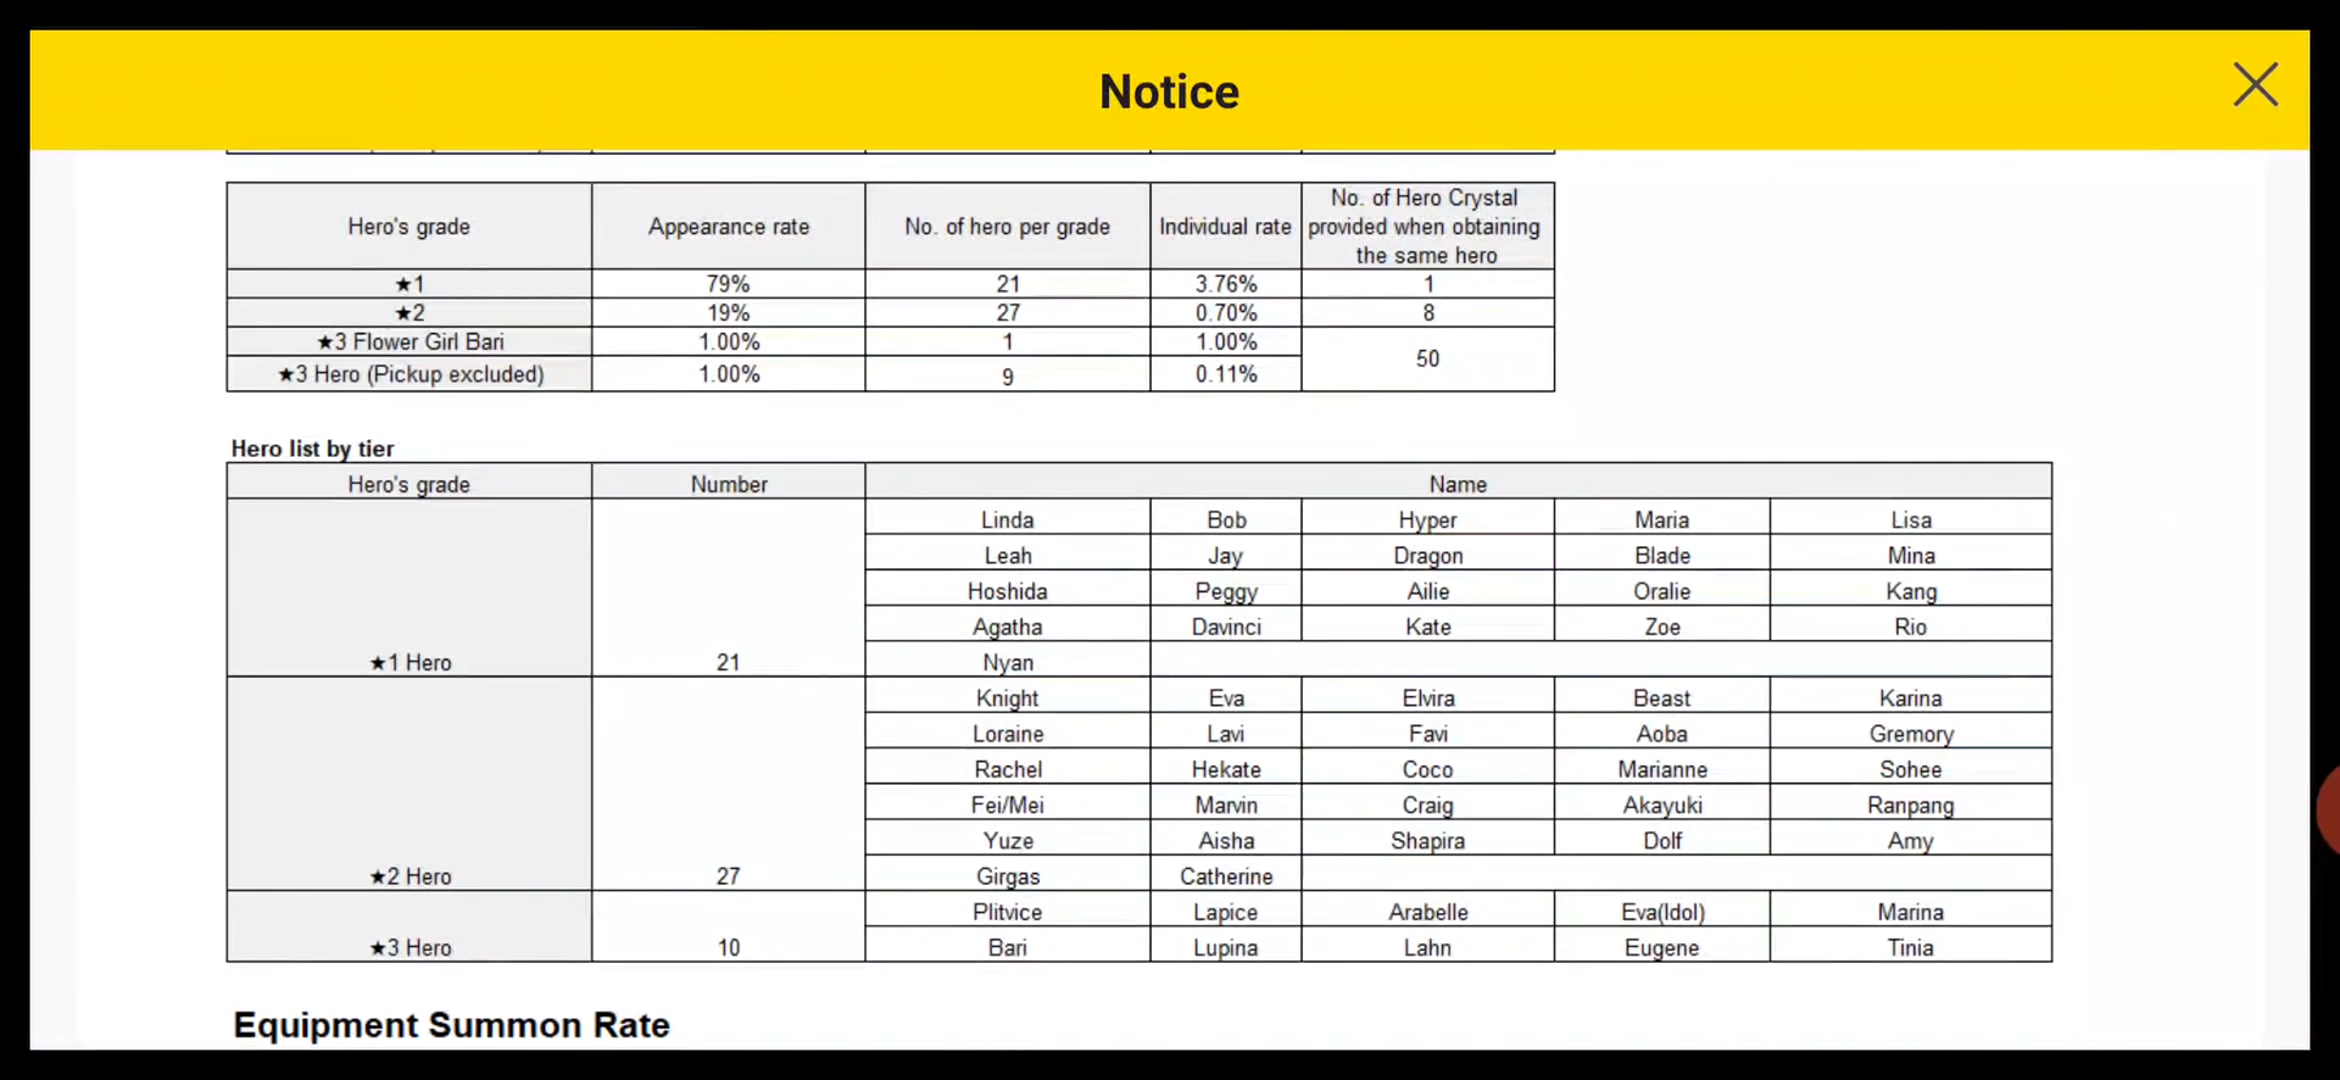 Notice
Hero's grade Appearance rate No. of hero per grade Individual rate No. of Hero Crystal provided when obtaining the same hero
★1 79% 21 3.76% 1
★2 19% 27 0.70% 8
★3 Flower Girl Bari 1.00% 1 1.00% 50
★3 Hero (Pickup excluded) 1.00% 9 0.11%
Hero list by tier
Hero's grade Number Name
Linda Bob Hyper Maria Lisa
Leah Jay Dragon Blade Mina
Hoshida Peggy Ailie Oralie Kang
Agatha Davinci Kate Zoe Rio
★1 Hero 21 Nyan
Knight Eva Elvira Beast Karina
Loraine Lavi Favi Aoba Gremory
Rachel Hekate Coco Marianne Sohee
Fei/Mei Marvin Craig Akayuki Ranpang
Yuze Aisha Shapira Dolf Amy
★2 Hero 27 Girgas Catherine
Plitvice Lapice Arabelle Eva(Idol) Marina
★3 Hero 10 Bari Lupina Lahn Eugene Tinia
Equipment Summon Rate